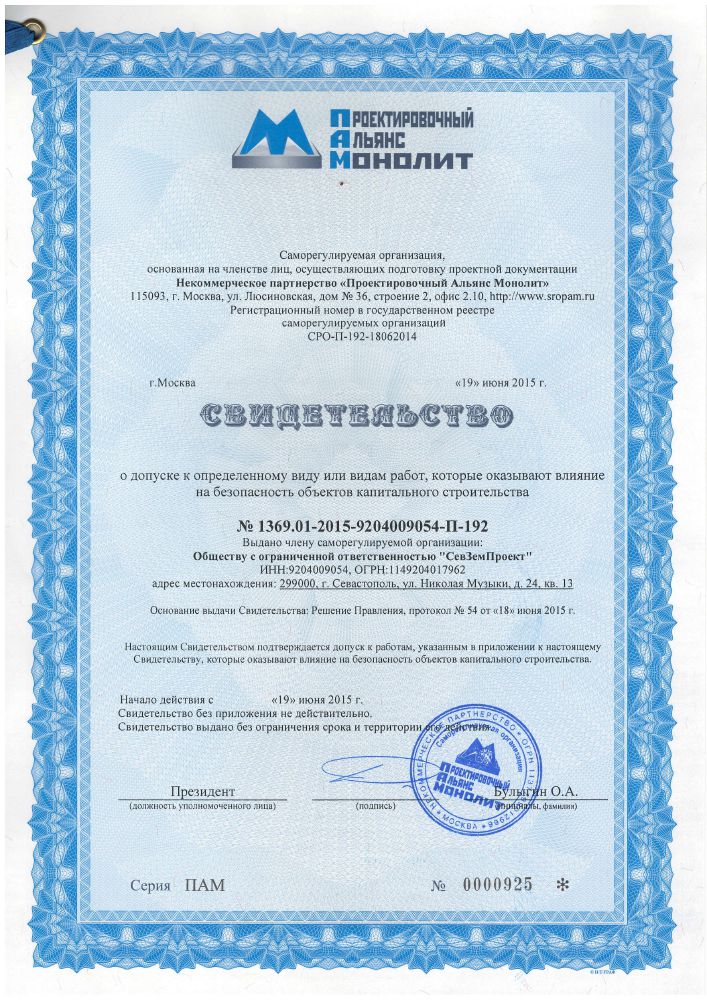 ПРОЕКТИРОВОЧНЫЙ
АЛЬЯНС
МОНОЛИТ
Саморегулируемая организация,
основанная на членстве лиц, осуществляющих подготовку проектной документации
Некоммерческое партнерство «Проектировочный Альянс Монолит»
115093, г. Москва, ул. Люсиновская, дом № 36, строение 2, офис 2.10, http://www.sropam.ru
Регистрационный номер в государственном реестре
саморегулируемых организаций
СРО-П-192-18062014
г.Москва «19» июня 2015 г.
СВИДЕТЕЛЬСТВО
о допуске к определенному виду или видам работ, которые оказывают влияние
на безопасность объектов капитального строительства
№ 1369.01-2015-9204009054-П-192
Выдано члену саморегулируемой организации:
Обществу с ограниченной ответственностью "СевЗемПроект"
ИНН:9204009054, ОГРН:1149204017962
адрес местонахождения: 299000, г. Севастополь, ул. Николая Музыки, д. 24, кв. 13
Основание выдачи Свидетельства: Решение Правления, протокол № 54 от «18» июня 2015 г.
Настоящим Свидетельством подтверждается допуск к работам, указанным в приложении к настоящему
Свидетельству, которые оказывают влияние на безопасность объектов капитального строительства.
Начало действия с «19» июня 2015 г.
Свидетельство без приложения не действительно.
Свидетельство выдано без ограничения срока и территории его действия.
НЕКОММЕРЧЕСКОЕ ПАРТНЕРСТВО • ОГРН
Саморегулируемая организация
ПРОЕКТИРОВОЧНЫЙ
АЛЬЯНС
МОНОЛИТ
• МОСКВА •
Президент Булыгин О.А.
(должность уполномоченного лица) (подпись) (инициалы, фамилия)
Серия ПАМ № 0000925 *